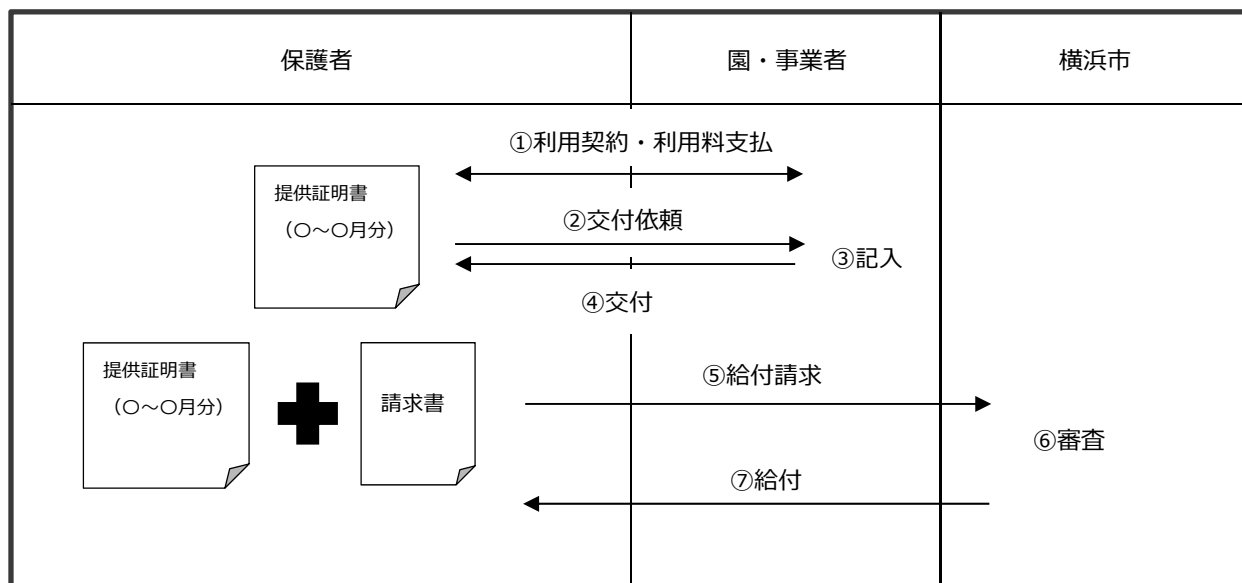 保護者
園・事業者
横浜市
①利用契約・利用料支払
提供証明書
(○～○月分)
②交付依頼
③記入
④交付
提供証明書
(○～○月分)
請求書
⑤給付請求
⑥審査
⑦給付